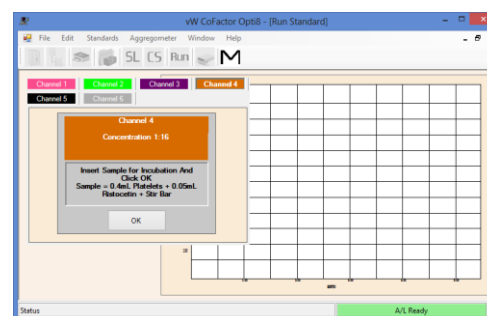 vW CoFactor Opti8 - [Run Standard]
File Edit Standards Aggregometer Window Help
SL CS Run M
Channel 1 Channel 2 Channel 3 Channel 4
Channel 5 Channel 6
Channel 4
Concentration 1:16
Insert Sample for Incubation And
Click OK
Sample = 0.4mL Platelets + 0.05mL
Ristocetin + Stir Bar
OK
Status A/L Ready